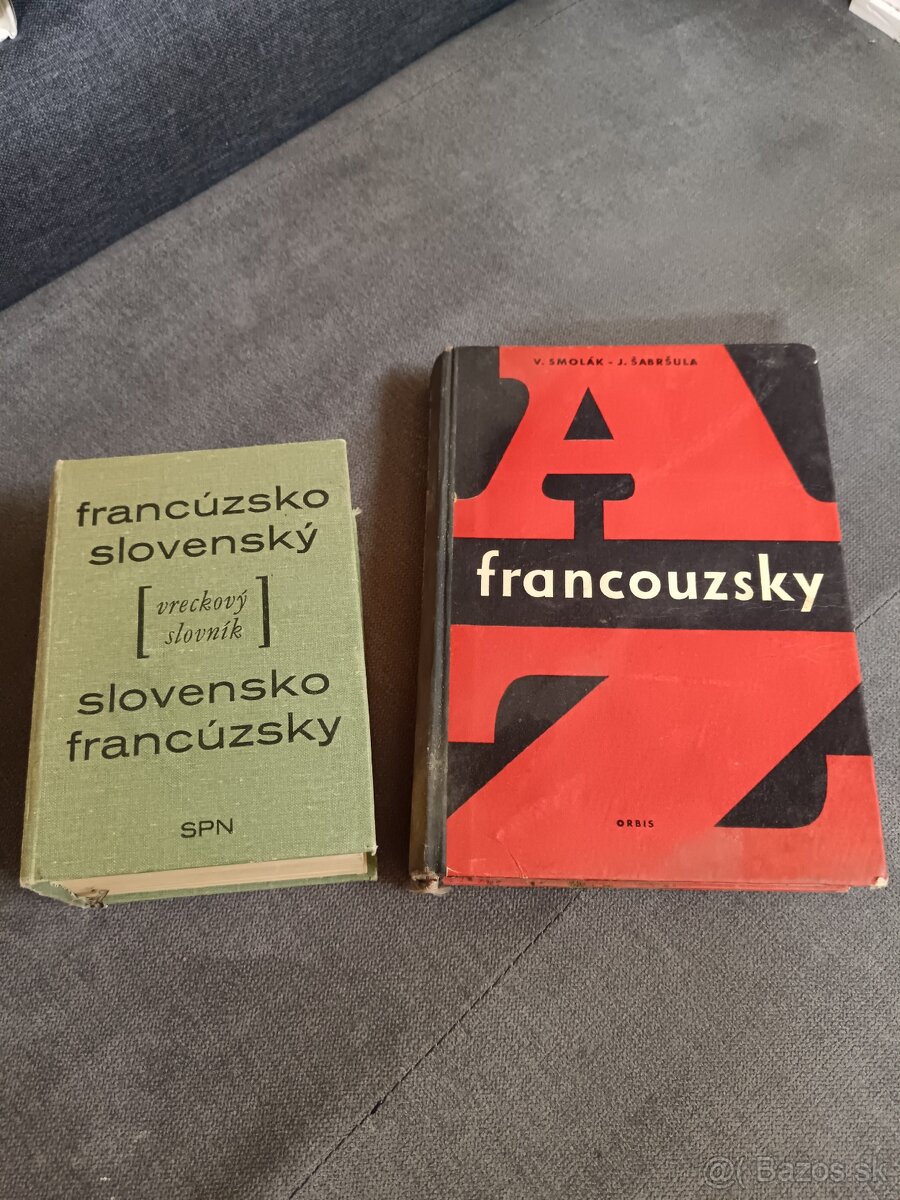 francúzsko
slovenský
[vreckový
slovník]
slovensko
francúzsky
SPN
V. SMOLÁK - J. ŠABRŠULA
A
francouzsky
Z
ORBIS
@( Bazos.sk